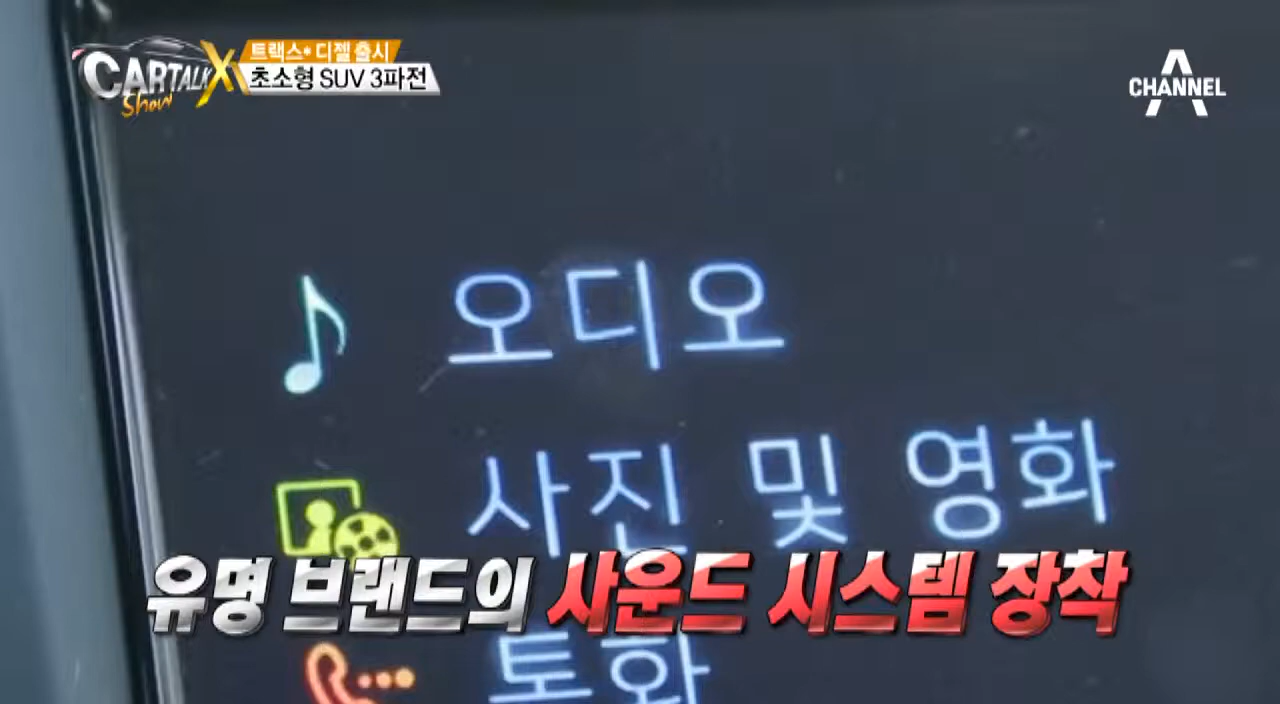 CARTALK X
Show
트랙스* 디젤 출시
초소형 SUV 3파전
CHANNEL A
오디오
사진 및 영화
유명 브랜드의 사운드 시스템 장착
통화